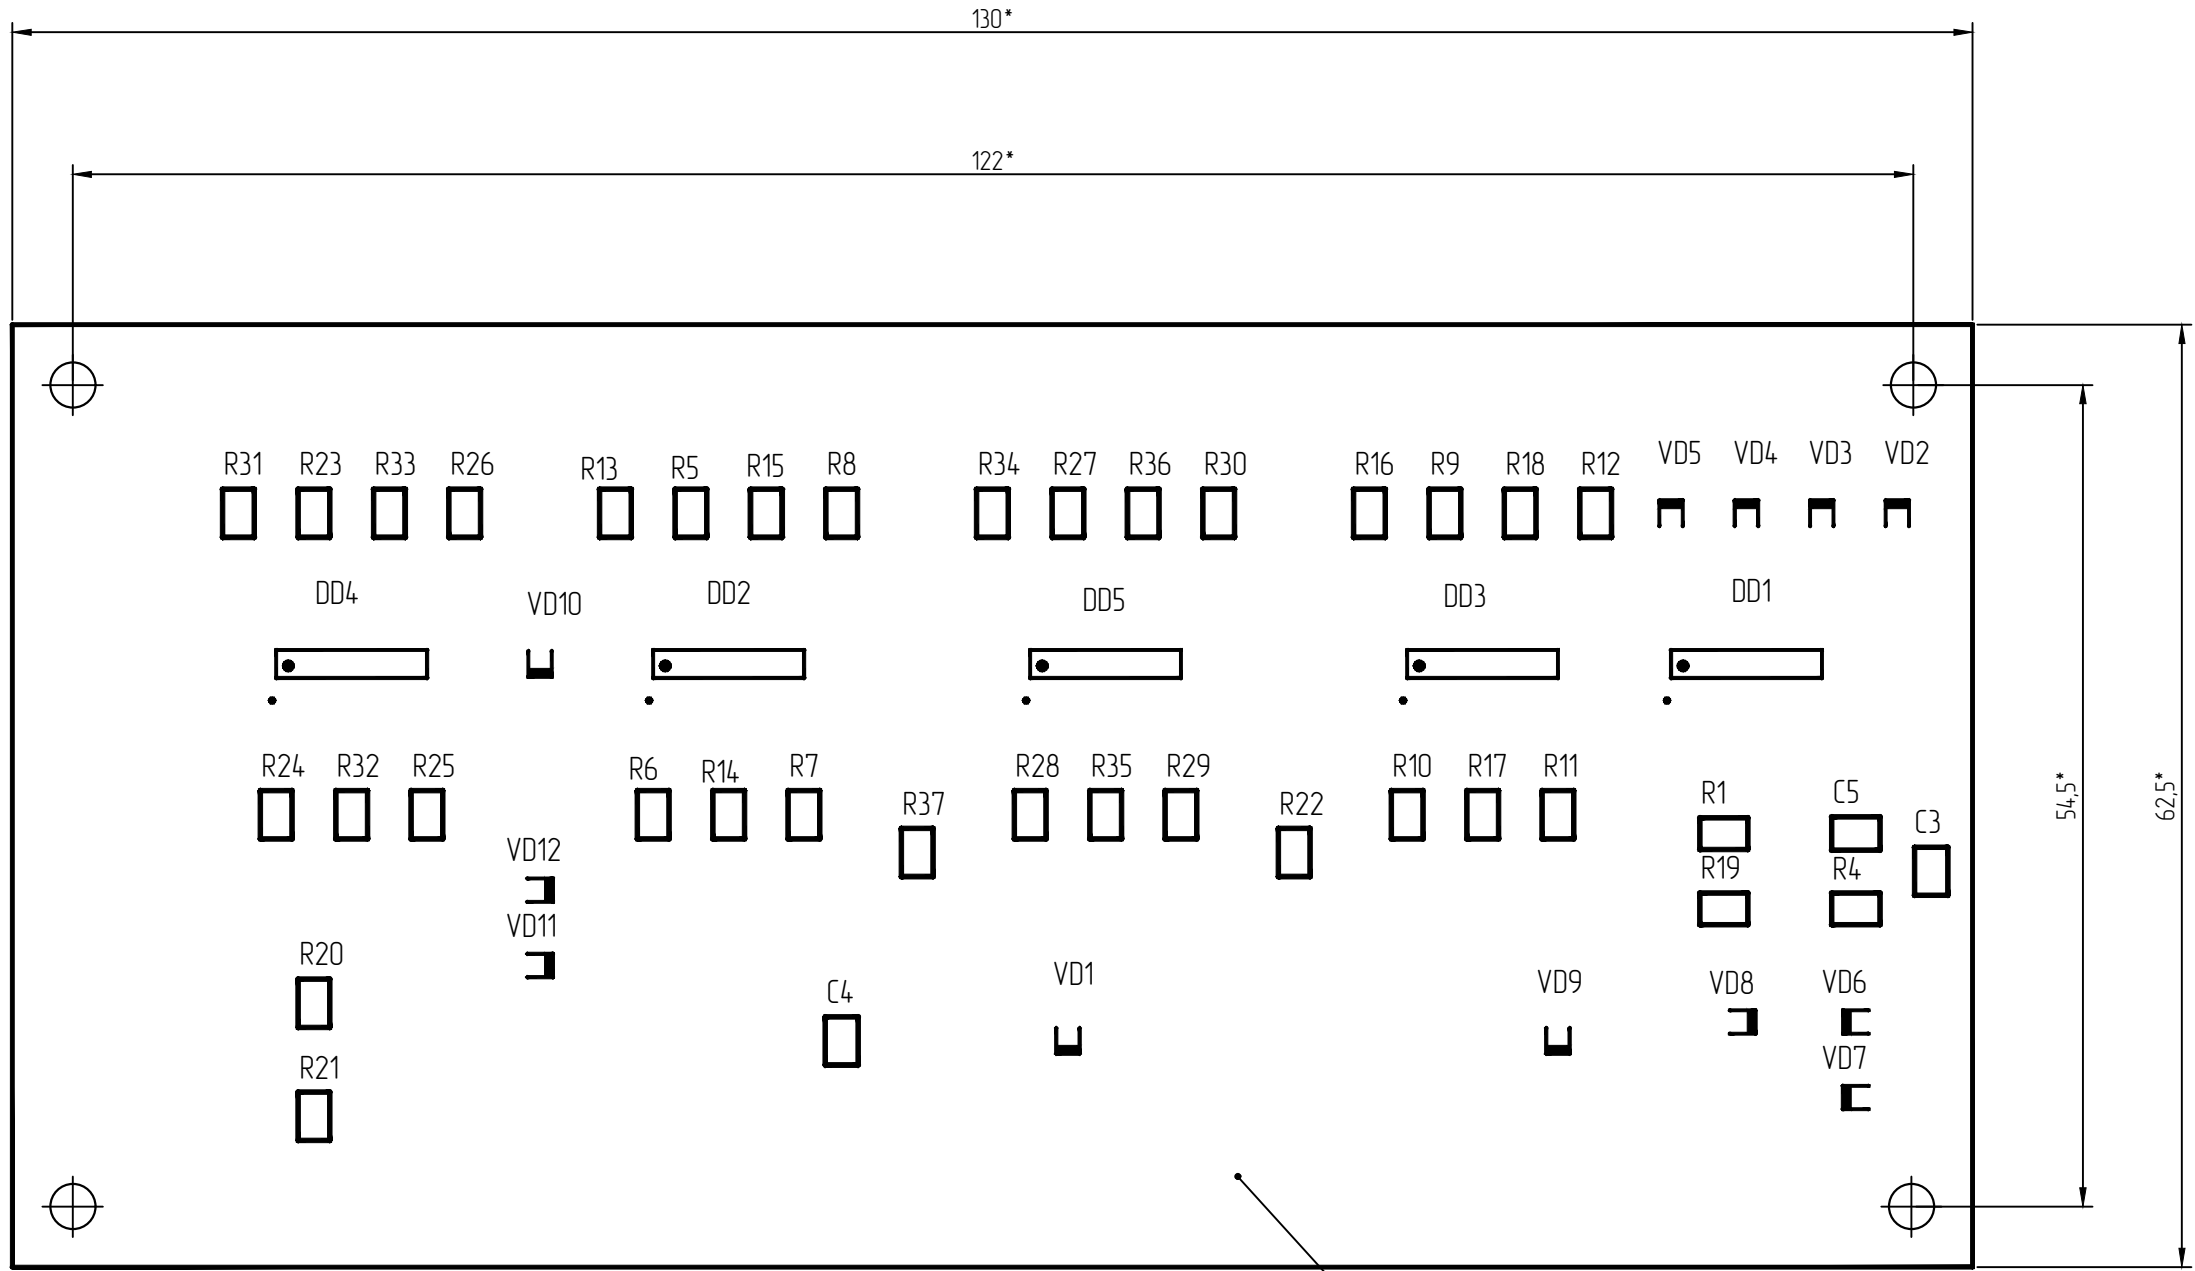 130*
122*
VD5 VD4 VD3 VD2
R31 R23 R33 R26 R13 R5 R15 R8 R34 R27 R36 R30 R16 R9 R18 R12
DD4 VD10 DD2 DD5 DD3 DD1
R24 R32 R25 R6 R14 R7 R28 R35 R29 R10 R17 R11
R37 R22 R1 C5 C3
54,5*
62,5*
VD12 R19 R4
VD11
R20 C4 VD1 VD9 VD8 VD6
R21 VD7